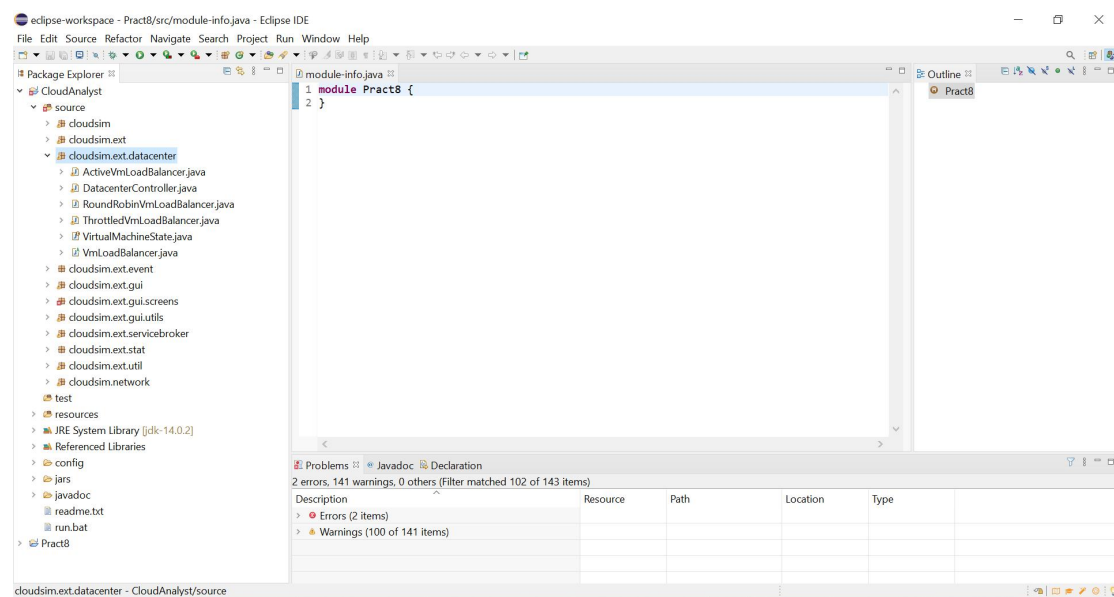 eclipse-workspace - Pract8/src/module-info.java - Eclipse IDE
File Edit Source Refactor Navigate Search Project Run Window Help
Package Explorer
CloudAnalyst
source
cloudsim
cloudsim.ext
cloudsim.ext.datacenter
ActiveVmLoadBalancer.java
DatacenterController.java
RoundRobinVmLoadBalancer.java
ThrottledVmLoadBalancer.java
VirtualMachineState.java
VmLoadBalancer.java
cloudsim.ext.event
cloudsim.ext.gui
cloudsim.ext.gui.screens
cloudsim.ext.gui.utils
cloudsim.ext.servicebroker
cloudsim.ext.stat
cloudsim.ext.util
cloudsim.network
test
resources
JRE System Library [jdk-14.0.2]
Referenced Libraries
config
jars
javadoc
readme.txt
run.bat
Pract8
module-info.java
1 module Pract8 {
2 }
Outline
Pract8
Problems Javadoc Declaration
2 errors, 141 warnings, 0 others (Filter matched 102 of 143 items)
Description Resource Path Location Type
Errors (2 items)
Warnings (100 of 141 items)
cloudsim.ext.datacenter - CloudAnalyst/source